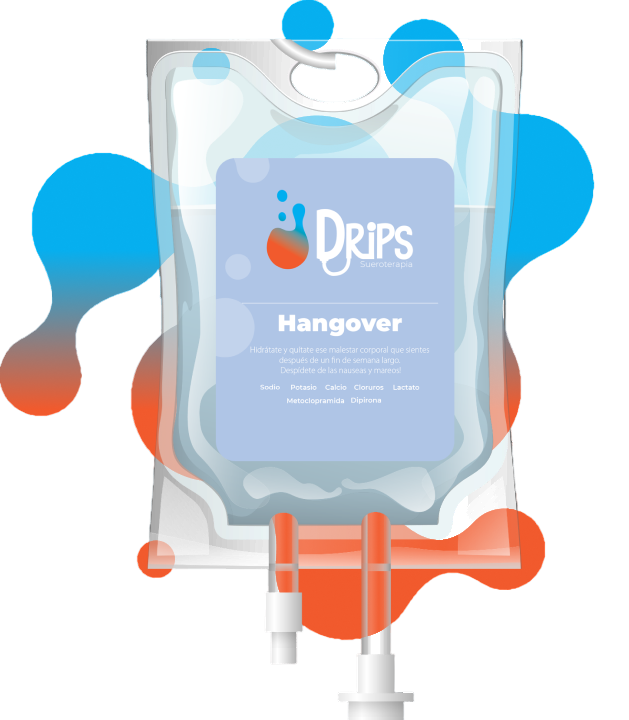 DRiPS
Sueroterapia
Hangover
Hidrátate y quítate ese malestar corporal que sientes
después de un fin de semana largo.
Despídete de las nauseas y mareos!
Sodio Potasio Calcio Cloruros Lactato
Metoclopramida Dipirona